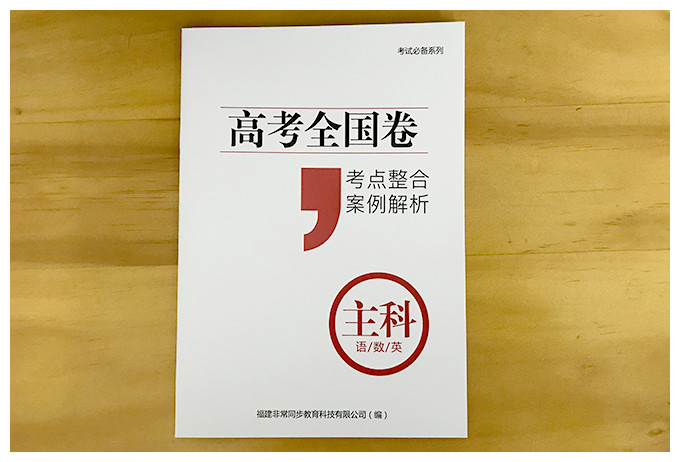 考试必备系列
高考全国卷
考点整合
案例解析
主科
语/数/英
福建非常同步教育科技有限公司（编）